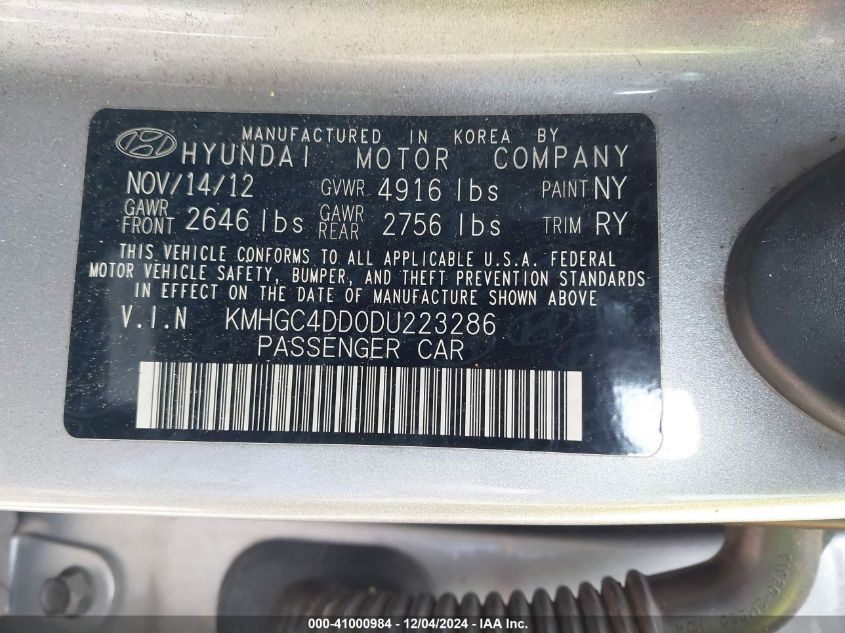 MANUFACTURED IN KOREA BY
HYUNDAI MOTOR COMPANY
NOV/14/12 GVWR 4916 lbs PAINT NY
GAWR FRONT 2646 lbs GAWR REAR 2756 lbs TRIM RY
THIS VEHICLE CONFORMS TO ALL APPLICABLE U.S.A. FEDERAL
MOTOR VEHICLE SAFETY, BUMPER, AND THEFT PREVENTION STANDARDS
IN EFFECT ON THE DATE OF MANUFACTURE SHOWN ABOVE
V.I.N KMHGC4DD0DU223286
PASSENGER CAR
000-41000984 - 12/04/2024 - IAAI.COM